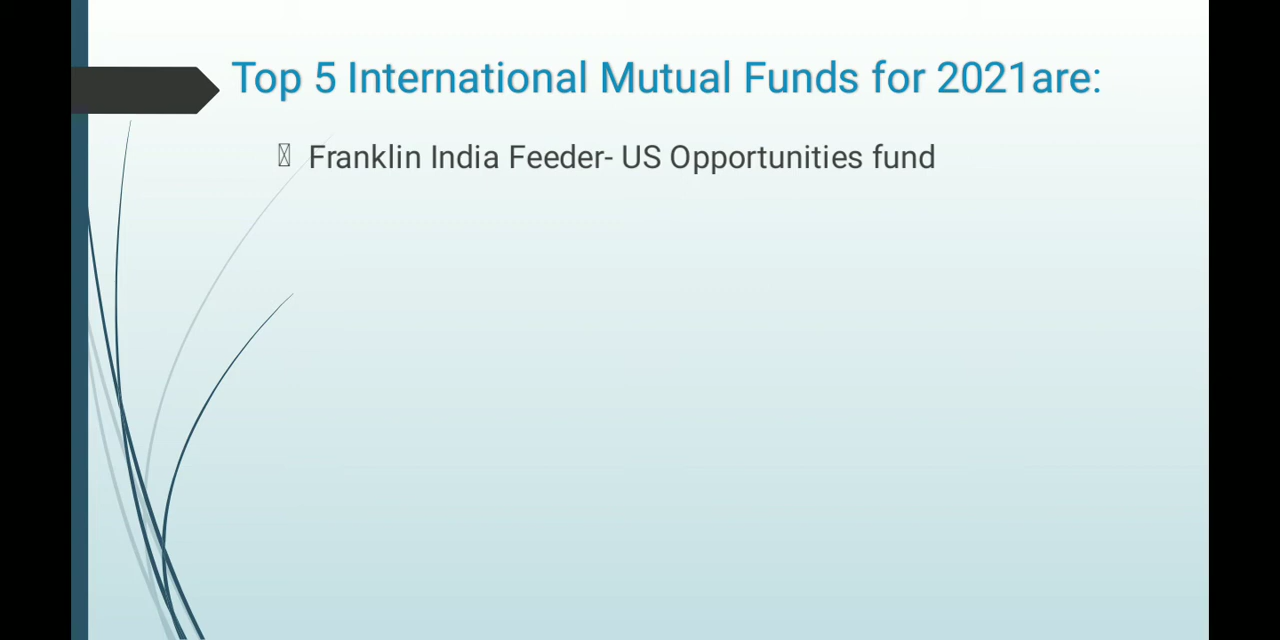 Top 5 International Mutual Funds for 2021are:
Franklin India Feeder- US Opportunities fund